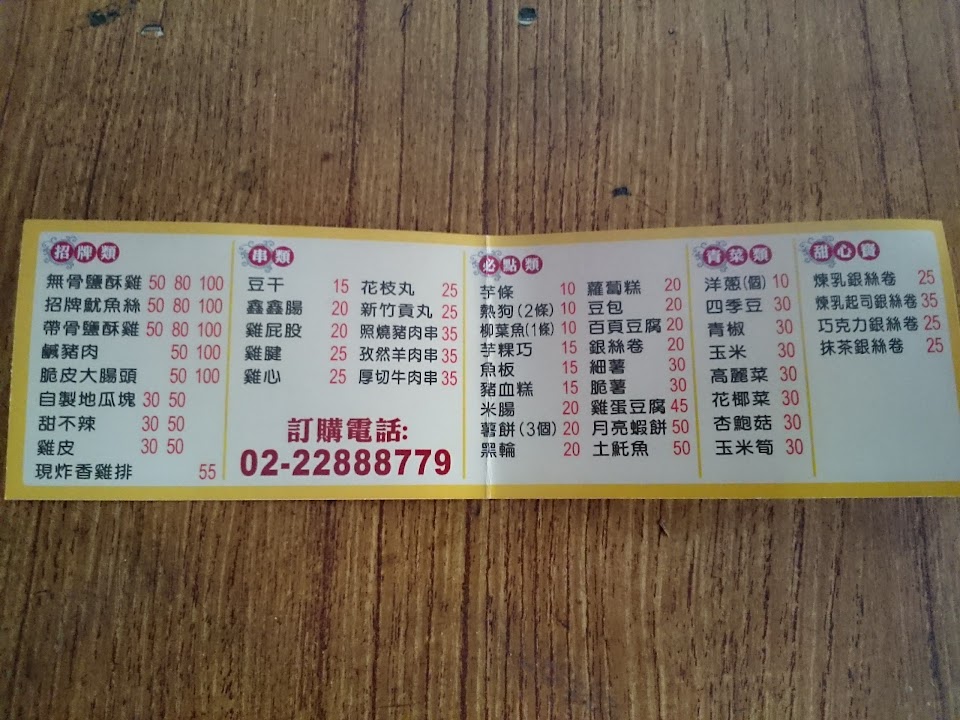 招牌類
無骨鹽酥雞 50 80 100
招牌魷魚絲 50 80 100
帶骨鹽酥雞 50 80 100
鹹豬肉 50 100
脆皮大腸頭 50 100
自製地瓜塊 30 50
甜不辣 30 50
雞皮 30 50
現炸香雞排 55
串類
豆干 15
鑫鑫腸 20
雞屁股 20
雞腱 25
雞心 25
花枝丸 25
新竹貢丸 25
照燒豬肉串 35
孜然羊肉串 35
厚切牛肉串 35
訂購電話:
02-22888779
必點類
芋條 10
熱狗(2條) 10
柳葉魚(1條) 10
芋粿巧 15
魚板 15
豬血糕 15
米腸 20
薯餅(3個) 20
黑輪 20
蘿蔔糕 20
豆包 20
百頁豆腐 20
銀絲卷 20
細薯 30
脆薯 30
雞蛋豆腐 45
月亮蝦餅 50
土魠魚 50
青菜類
洋蔥(個) 10
四季豆 30
青椒 30
玉米 30
高麗菜 30
花椰菜 30
杏鮑菇 30
玉米筍 30
甜心寶
煉乳銀絲卷 25
煉乳起司銀絲卷 35
巧克力銀絲卷 25
抹茶銀絲卷 25